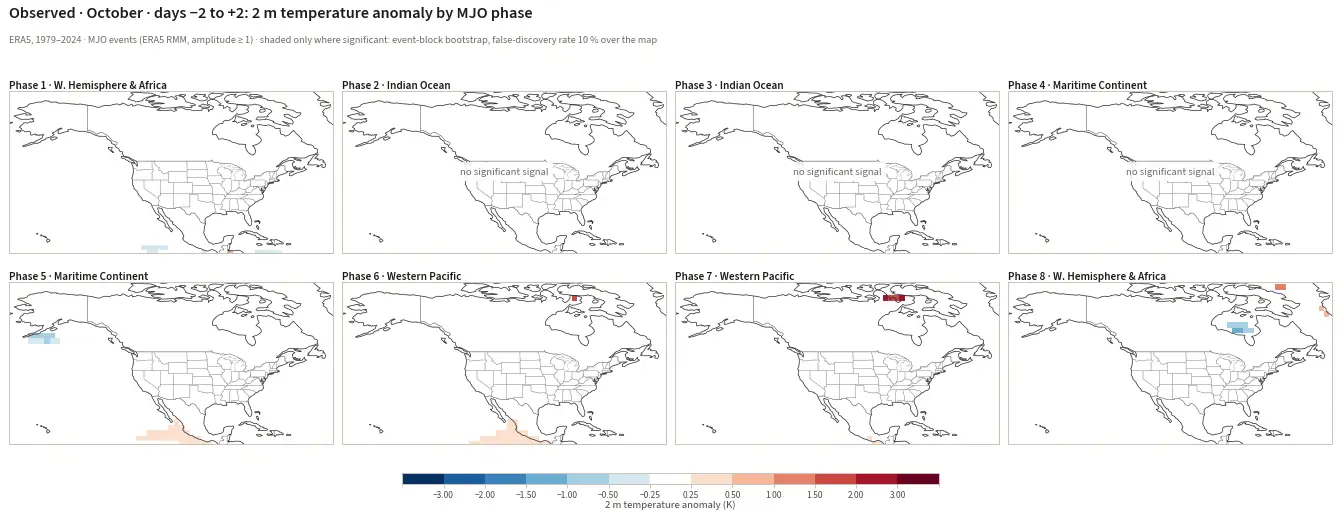 Observed · October · days −2 to +2: 2 m temperature anomaly by MJO phase
ERA5, 1979–2024 · MJO events (ERA5 RMM, amplitude ≥ 1) · shaded only where significant: event-block bootstrap, false-discovery rate 10 % over the map
Phase 1 · W. Hemisphere & Africa
Phase 2 · Indian Ocean
Phase 3 · Indian Ocean
Phase 4 · Maritime Continent
no significant signal
no significant signal
no significant signal
Phase 5 · Maritime Continent
Phase 6 · Western Pacific
Phase 7 · Western Pacific
Phase 8 · W. Hemisphere & Africa
−3.00 −2.00 −1.50 −1.00 −0.50 −0.25 0.25 0.50 1.00 1.50 2.00 3.00
2 m temperature anomaly (K)